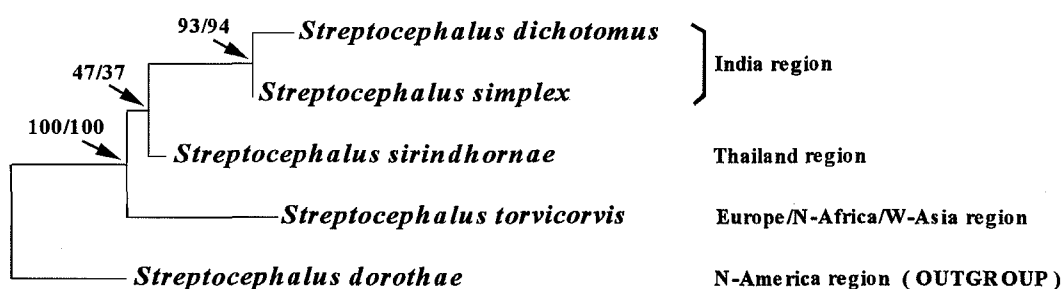 93/94
Streptocephalus dichotomus
India region
47/37
Streptocephalus simplex
100/100
Streptocephalus sirindhornae Thailand region
Streptocephalus torvicorvis Europe/N-Africa/W-Asia region
Streptocephalus dorothae N-America region ( OUTGROUP )